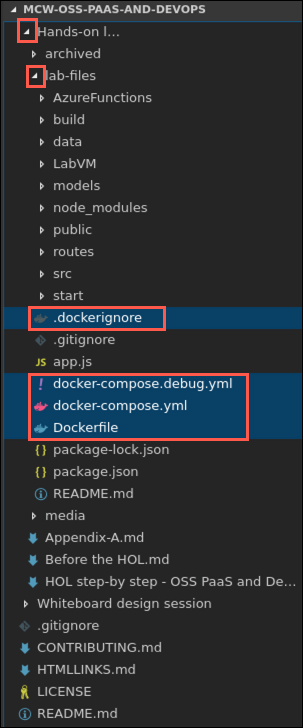 MCW-OSS-PAAS-AND-DEVOPS
Hands-on l...
archived
lab-files
AzureFunctions
build
data
LabVM
models
node_modules
public
routes
src
start
.dockerignore
.gitignore
JS app.js
! docker-compose.debug.yml
docker-compose.yml
Dockerfile
{ } package-lock.json
{ } package.json
README.md
media
Appendix-A.md
Before the HOL.md
HOL step-by step - OSS PaaS and De...
Whiteboard design session
.gitignore
CONTRIBUTING.md
HTMLLINKS.md
LICENSE
README.md